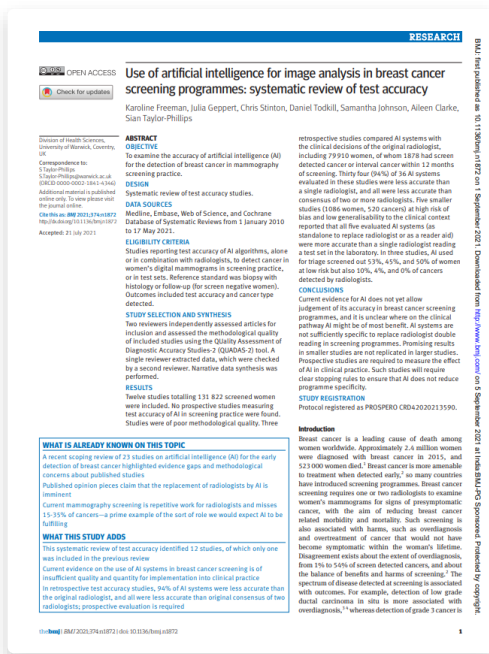 RESEARCH
OPEN ACCESS
Check for updates
Use of artificial intelligence for image analysis in breast cancer
screening programmes: systematic review of test accuracy
Karoline Freeman, Julia Geppert, Chris Stinton, Daniel Todkill, Samantha Johnson, Aileen Clarke,
Sian Taylor-Phillips
Division of Health Sciences,
University of Warwick, Coventry,
UK
Correspondence to:
S Taylor-Phillips
S.Taylor-Phillips@warwick.ac.uk
(ORCID 0000-0002-1841-4346)
Additional material is published
online only. To view please visit
the journal online.
Cite this as: BMJ 2021;374:n1872
http://dx.doi.org/10.1136/bmj.n1872
Accepted: 21 July 2021
ABSTRACT
OBJECTIVE
To examine the accuracy of artificial intelligence (AI)
for the detection of breast cancer in mammography
screening practice.
DESIGN
Systematic review of test accuracy studies.
DATA SOURCES
Medline, Embase, Web of Science, and Cochrane
Database of Systematic Reviews from 1 January 2010
to 17 May 2021.
ELIGIBILITY CRITERIA
Studies reporting test accuracy of AI algorithms, alone
or in combination with radiologists, to detect cancer in
women's digital mammograms in screening practice,
or in test sets. Reference standard was biopsy with
histology or follow-up (for screen negative women).
Outcomes included test accuracy and cancer type
detected.
STUDY SELECTION AND SYNTHESIS
Two reviewers independently assessed articles for
inclusion and assessed the methodological quality
of included studies using the QUality Assessment of
Diagnostic Accuracy Studies-2 (QUADAS-2) tool. A
single reviewer extracted data, which were checked
by a second reviewer. Narrative data synthesis was
performed.
RESULTS
Twelve studies totalling 131 822 screened women
were included. No prospective studies measuring
test accuracy of AI in screening practice were found.
Studies were of poor methodological quality. Three
retrospective studies compared AI systems with
the clinical decisions of the original radiologist,
including 79 910 women, of whom 1878 had screen
detected cancer or interval cancer within 12 months
of screening. Thirty four (94%) of 36 AI systems
evaluated in these studies were less accurate than
a single radiologist, and all were less accurate than
consensus of two or more radiologists. Five smaller
studies (1086 women, 520 cancers) at high risk of
bias and low generalisability to the clinical context
reported that all five evaluated AI systems (as
standalone to replace radiologist or as a reader aid)
were more accurate than a single radiologist reading
a test set in the laboratory. In three studies, AI used
for triage screened out 53%, 45%, and 50% of women
at low risk but also 10%, 4%, and 0% of cancers
detected by radiologists.
CONCLUSIONS
Current evidence for AI does not yet allow
judgement of its accuracy in breast cancer screening
programmes, and it is unclear where on the clinical
pathway AI might be of most benefit. AI systems are
not sufficiently specific to replace radiologist double
reading in screening programmes. Promising results
in smaller studies are not replicated in larger studies.
Prospective studies are required to measure the effect
of AI in clinical practice. Such studies will require
clear stopping rules to ensure that AI does not reduce
programme specificity.
STUDY REGISTRATION
Protocol registered as PROSPERO CRD42020213590.
Introduction
Breast cancer is a leading cause of death among
women worldwide. Approximately 2.4 million women
were diagnosed with breast cancer in 2015, and
523 000 women died.1 Breast cancer is more amenable
to treatment when detected early,2 so many countries
have introduced screening programmes. Breast cancer
screening requires one or two radiologists to examine
women's mammograms for signs of presymptomatic
cancer, with the aim of reducing breast cancer
related morbidity and mortality. Such screening is
also associated with harms, such as overdiagnosis
and overtreatment of cancer that would not have
become symptomatic within the woman's lifetime.
Disagreement exists about the extent of overdiagnosis,
from 1% to 54% of screen detected cancers, and about
the balance of benefits and harms of screening.2 The
spectrum of disease detected at screening is associated
with outcomes. For example, detection of low grade
ductal carcinoma in situ is more associated with
overdiagnosis,3 4 whereas detection of grade 3 cancer is
WHAT IS ALREADY KNOWN ON THIS TOPIC
A recent scoping review of 23 studies on artificial intelligence (AI) for the early
detection of breast cancer highlighted evidence gaps and methodological
concerns about published studies
Published opinion pieces claim that the replacement of radiologists by AI is
imminent
Current mammography screening is repetitive work for radiologists and misses
15-35% of cancers—a prime example of the sort of role we would expect AI to be
fulfilling
WHAT THIS STUDY ADDS
This systematic review of test accuracy identified 12 studies, of which only one
was included in the previous review
Current evidence on the use of AI systems in breast cancer screening is of
insufficient quality and quantity for implementation into clinical practice
In retrospective test accuracy studies, 94% of AI systems were less accurate than
the original radiologist, and all were less accurate than original consensus of two
radiologists; prospective evaluation is required
thebmj | BMJ 2021;374:n1872 | doi: 10.1136/bmj.n1872
1
BMJ: first published as 10.1136/bmj.n1872 on 1 September 2021. Downloaded from http://www.bmj.com/ on 5 September 2021 at India:BMJ-PG Sponsored. Protected by copyright.